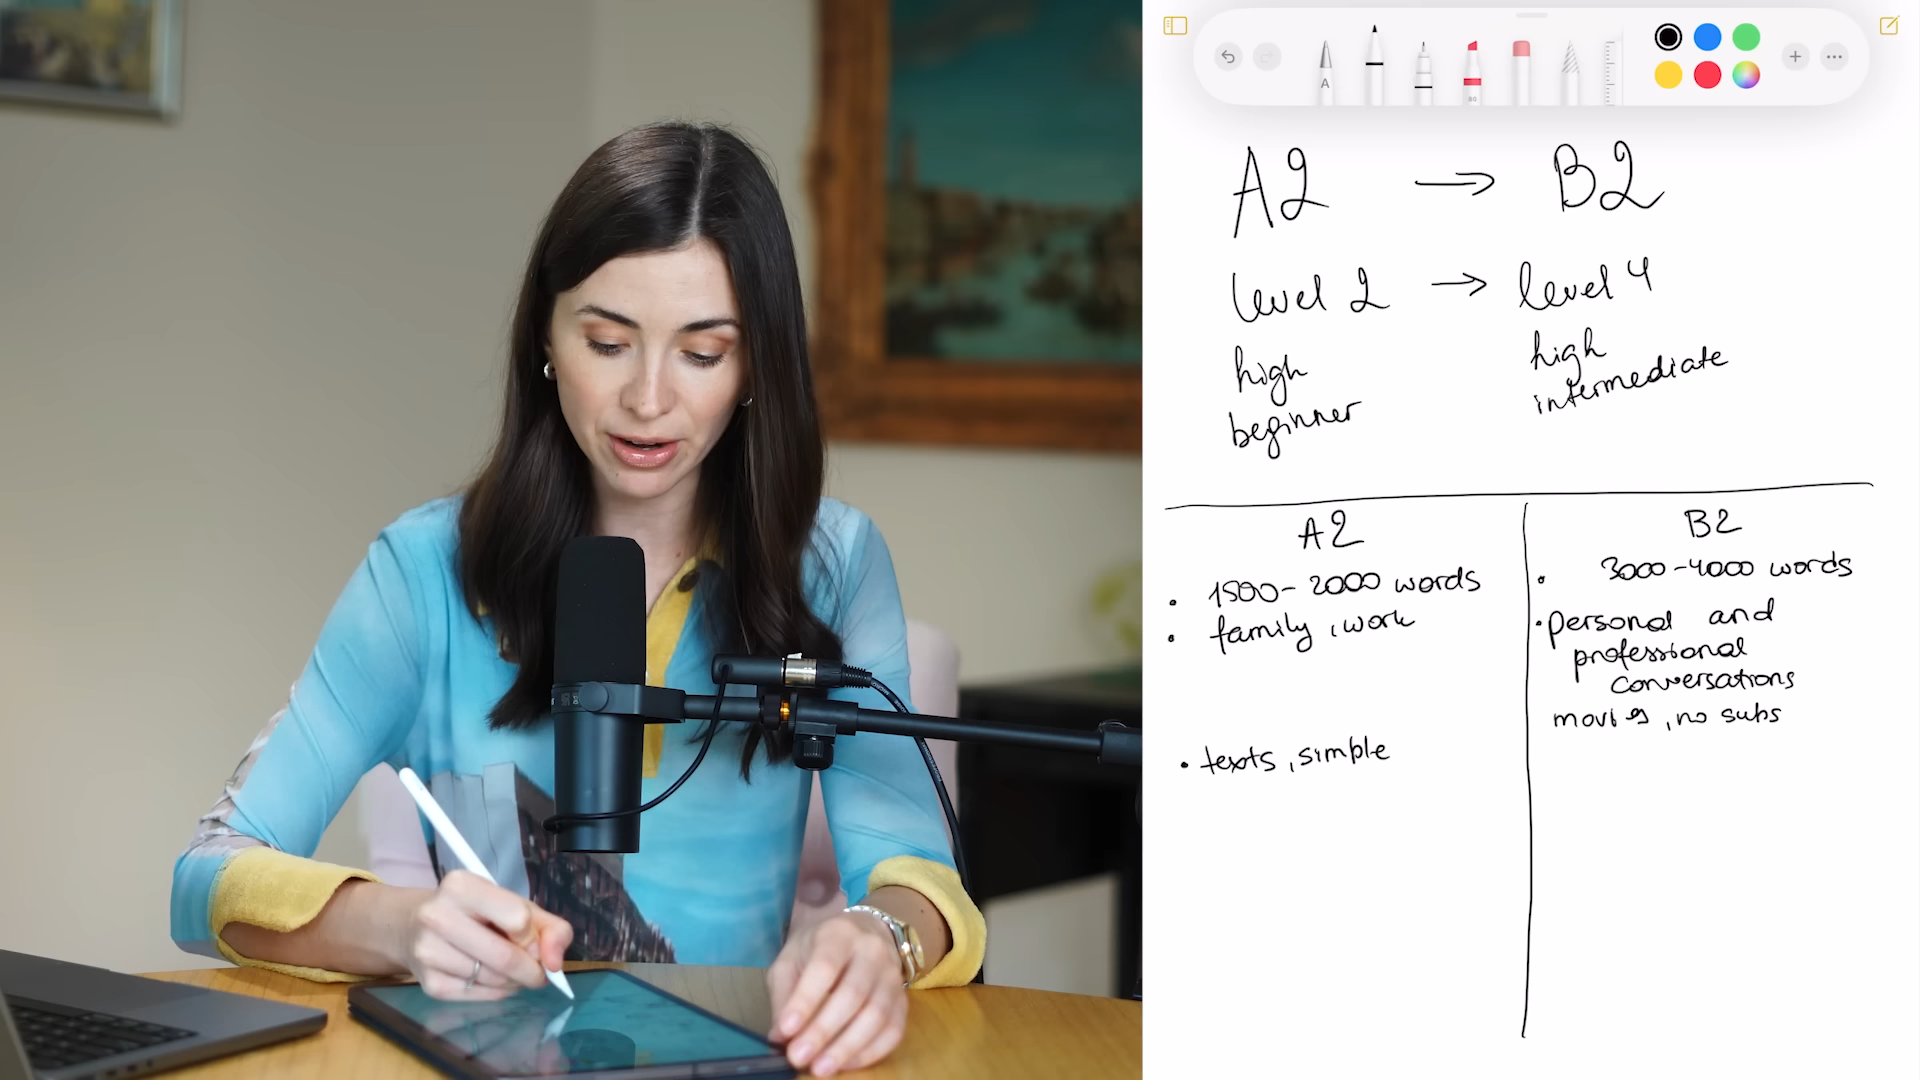 A
80
A2 → B2
level 2 → level 4
high
beginner
high
intermediate
A2
• 1500-2000 words
• family, work
• texts, simple
B2
• 3000-4000 words
• personal and
professional
conversations
movies, no subs